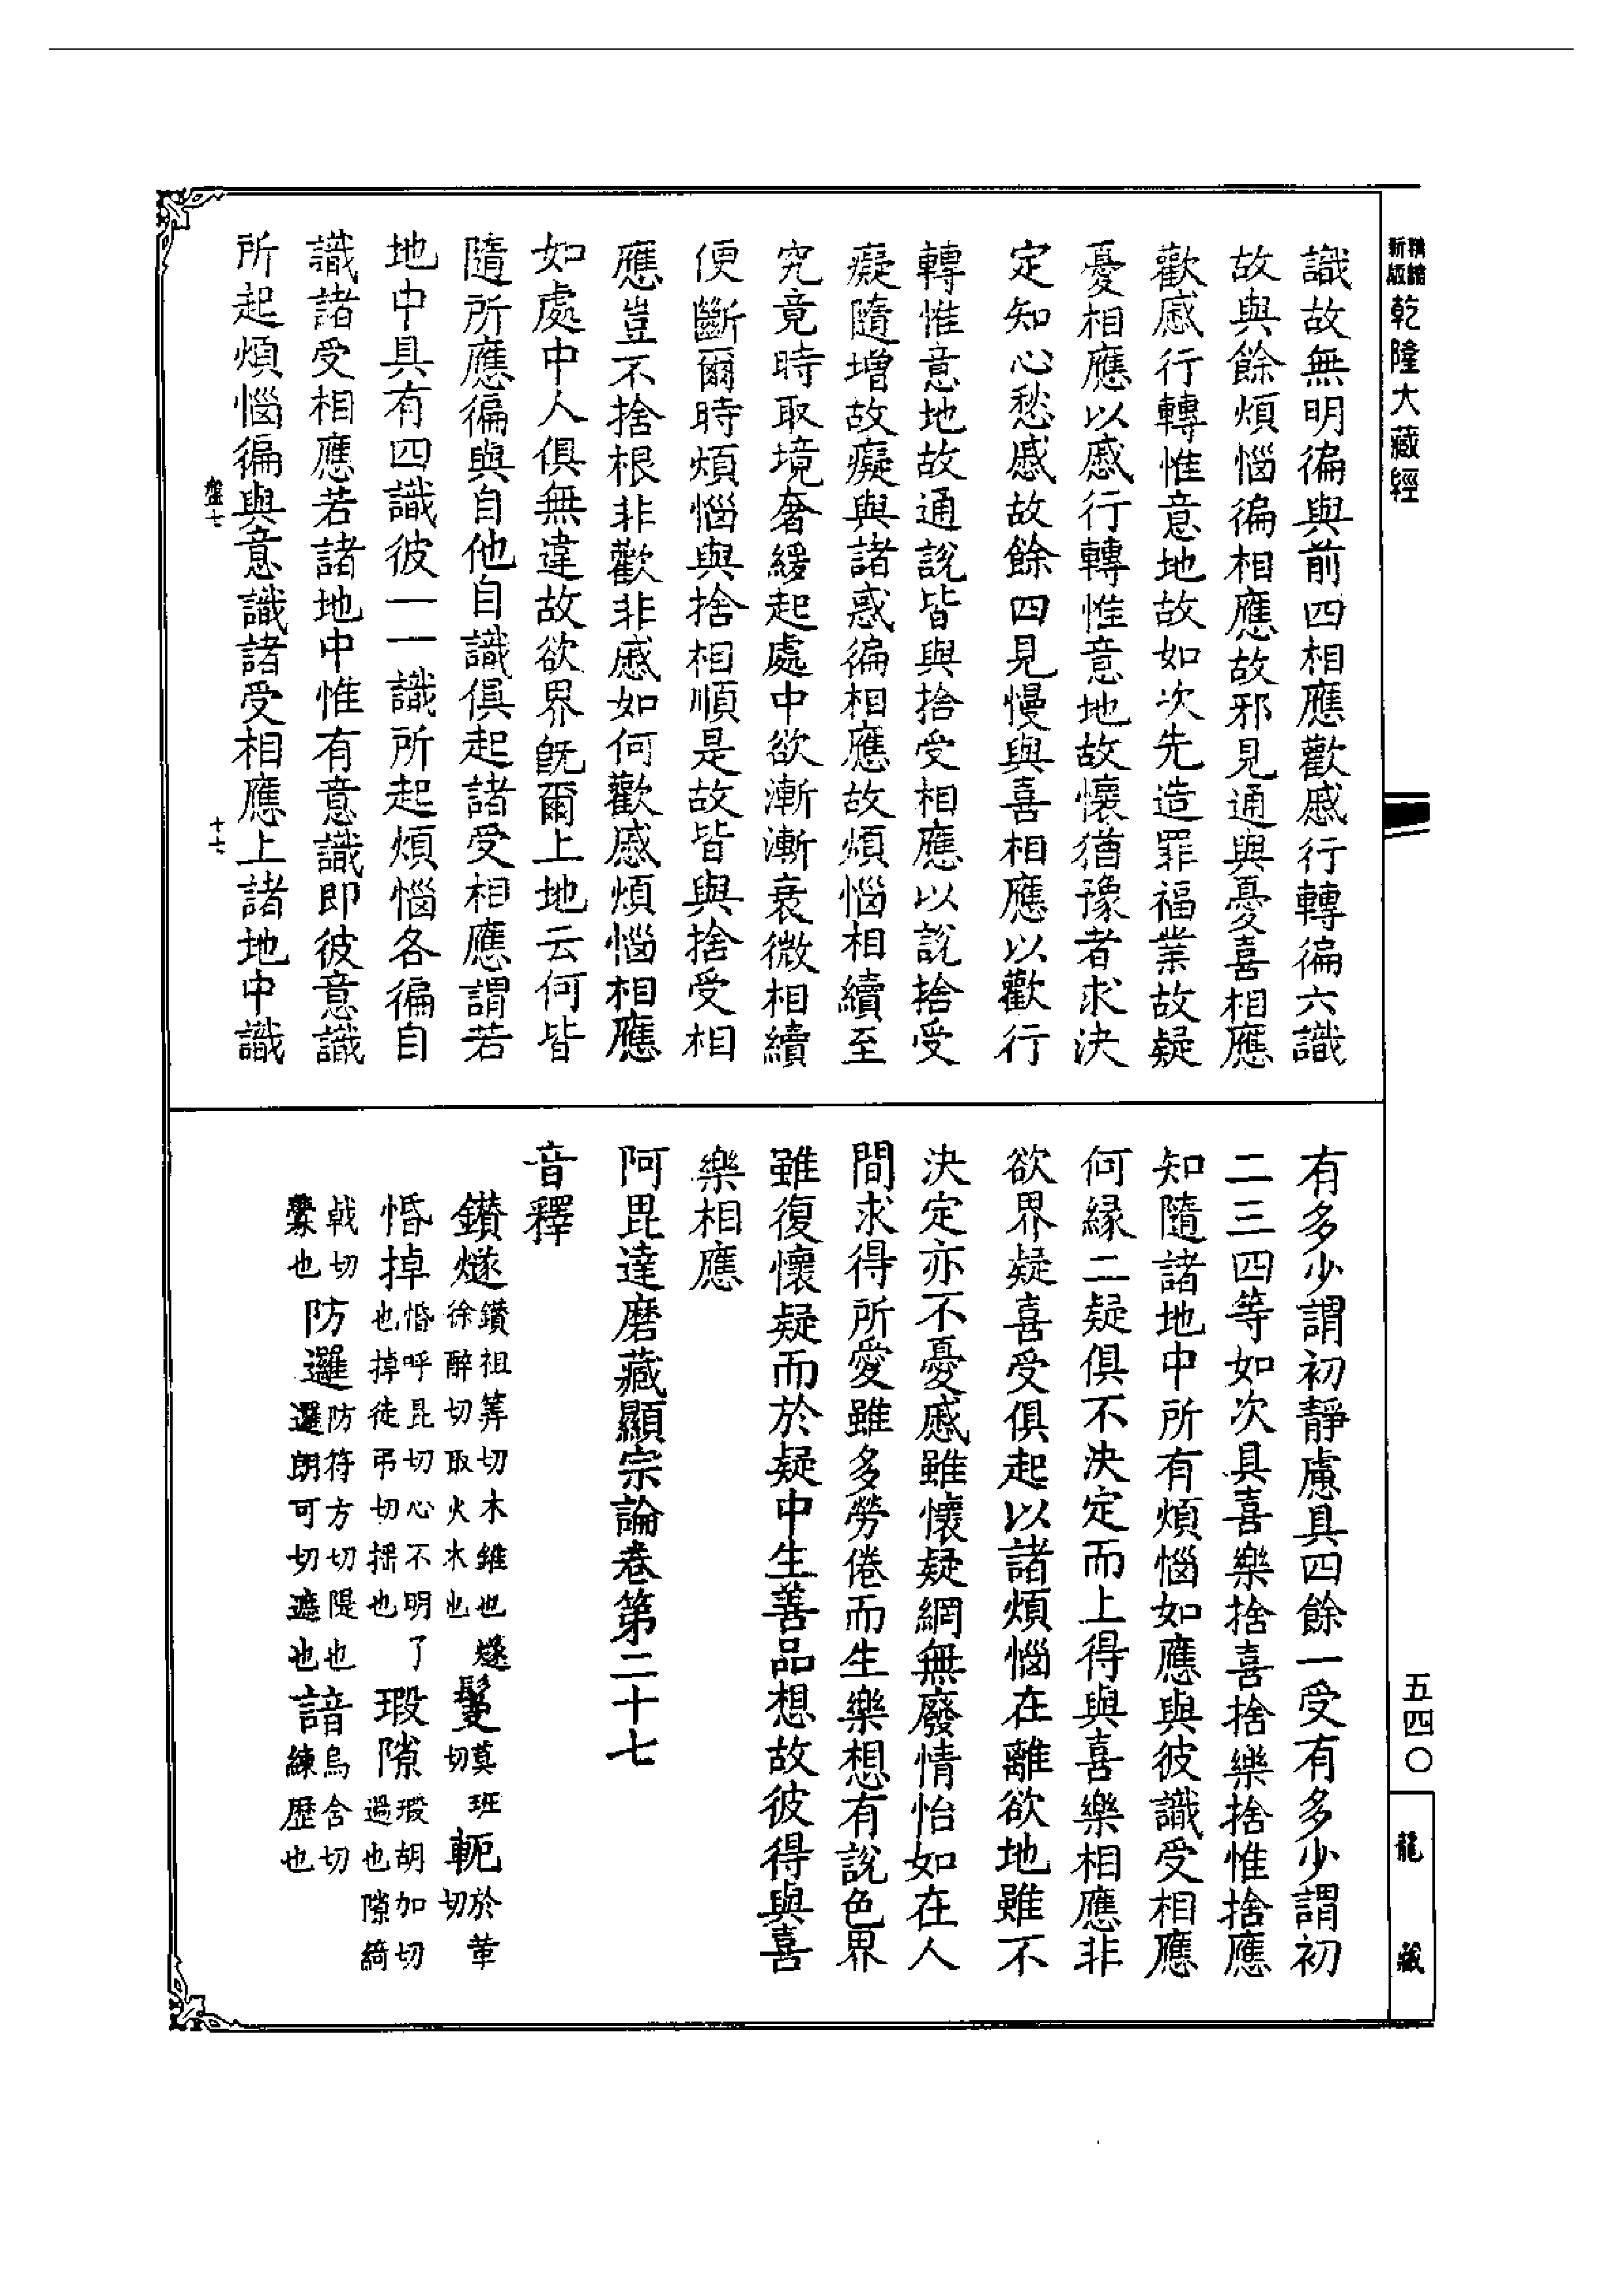 精縮新版乾隆大藏經
識故無明徧與前四相應歡慼行轉徧六識
故與餘煩惱徧相應故邪見通與憂喜相應
歡慼行轉惟意地故如次先造罪福業故疑
憂相應以慼行轉惟意地故懷猶豫者求決
定知心愁慼故餘四見慢與喜相應以歡行
轉惟意地故通說皆與捨受相應以說捨受
癡隨增故癡與諸惑徧相應故煩惱相續至
究竟時取境奢緩起處中欲漸漸衰微相續
便斷爾時煩惱與捨相順是故皆與捨受相
應豈不捨根非歡非慼如何歡慼煩惱相應
如處中人俱無違故欲界既爾上地云何皆
隨所應徧與自他自識俱起諸受相應謂若
地中具有四識彼一一識所起煩惱各徧自
識諸受相應若諸地中惟有意識即彼意識
所起煩惱徧與意識諸受相應上諸地中識
盤七
十七
有多少謂初靜慮具四餘一受有多少謂初
二三四等如次具喜樂捨喜捨樂捨惟捨應
知隨諸地中所有煩惱如應與彼識受相應
何緣二疑俱不決定而上得與喜樂相應非
欲界疑喜受俱起以諸煩惱在離欲地雖不
決定亦不憂慼雖懷疑網無廢情怡如在人
間求得所愛雖多勞倦而生樂想有說色界
雖復懷疑而於疑中生善品想故彼得與喜
樂相應
阿毘達磨藏顯宗論卷第二十七
音釋
鑽燧鑽祖筭切木錐也燧徐醉切取火木也 鬘莫班切 軛於革切
惛掉惛呼昆切心不明了也掉徒弔切搖也 瑕隙瑕胡加切過也隙綺
戟切釁也 防邏防符方切隄也邏朗可切遮也 諳烏含切練歷也
五四〇
龍藏